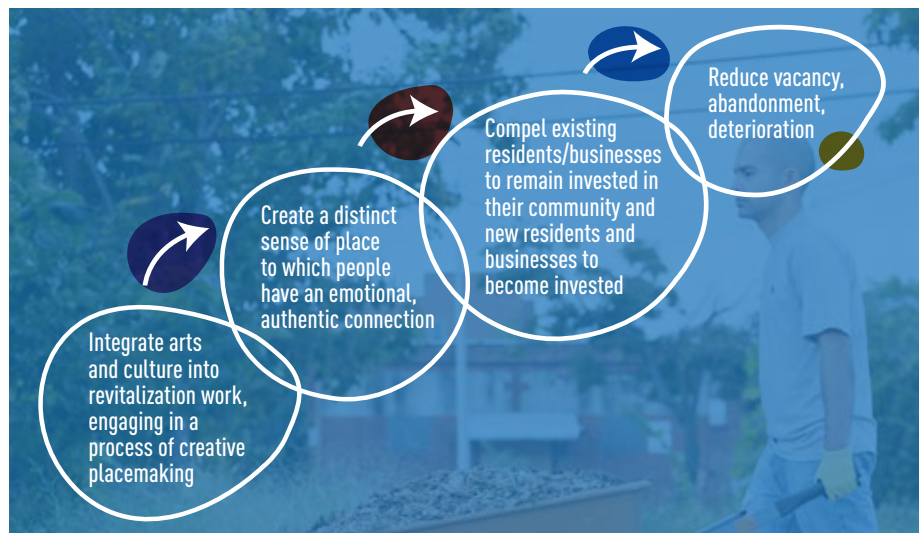 Integrate arts
and culture into
revitalization work,
engaging in a
process of creative
placemaking
Create a distinct
sense of place
to which people
have an emotional,
authentic connection
Compel existing
residents/businesses
to remain invested in
their community and
new residents and
businesses to
become invested
Reduce vacancy,
abandonment,
deterioration